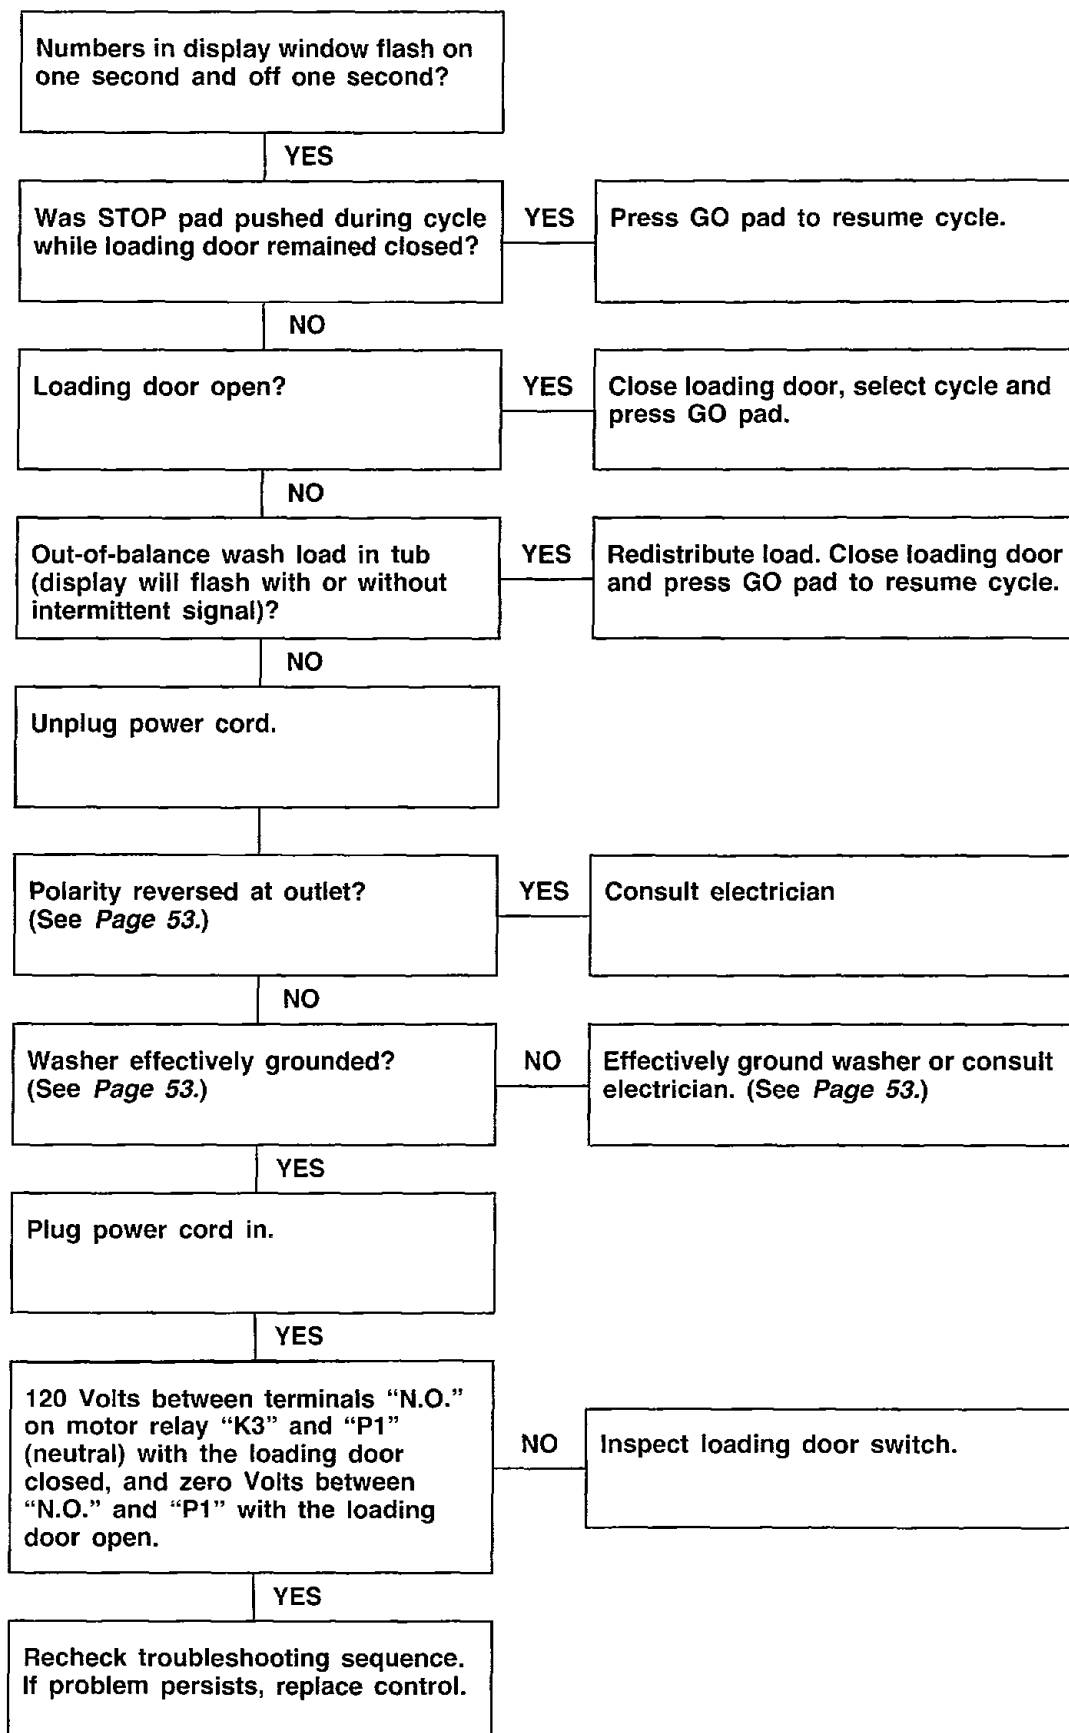 Numbers in display window flash on
one second and off one second?
YES
Was STOP pad pushed during cycle
while loading door remained closed?
YES
Press GO pad to resume cycle.
NO
Loading door open?
YES
Close loading door, select cycle and
press GO pad.
NO
Out-of-balance wash load in tub
(display will flash with or without
intermittent signal)?
YES
Redistribute load. Close loading door
and press GO pad to resume cycle.
NO
Unplug power cord.
Polarity reversed at outlet?
(See Page 53.)
YES
Consult electrician
NO
Washer effectively grounded?
(See Page 53.)
NO
Effectively ground washer or consult
electrician. (See Page 53.)
YES
Plug power cord in.
YES
120 Volts between terminals “N.O.”
on motor relay “K3” and “P1”
(neutral) with the loading door
closed, and zero Volts between
“N.O.” and “P1” with the loading
door open.
NO
Inspect loading door switch.
YES
Recheck troubleshooting sequence.
If problem persists, replace control.